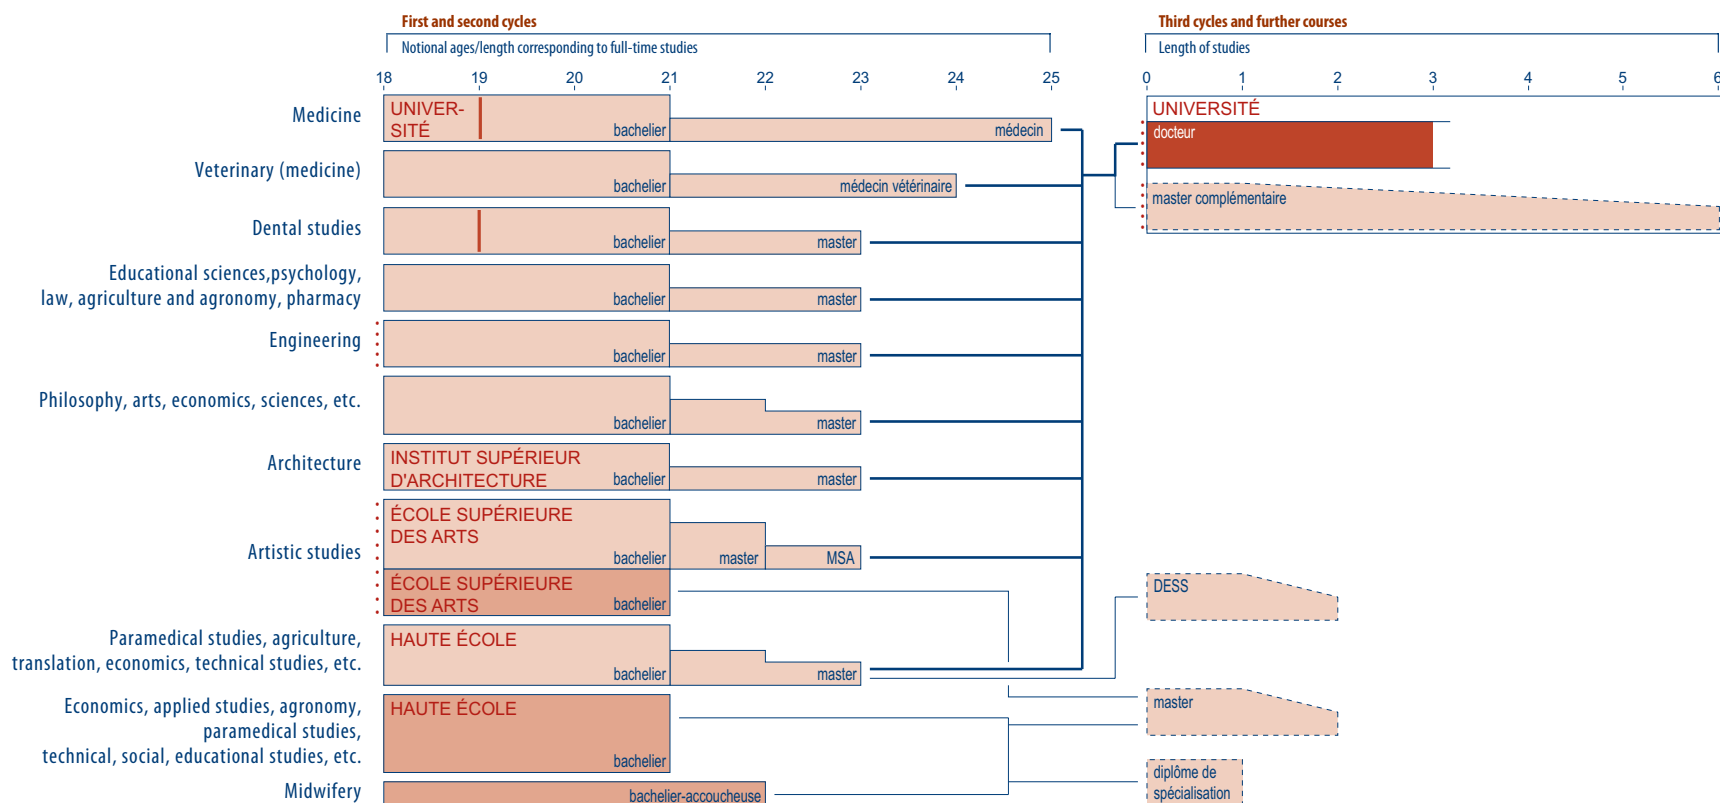 First and second cycles
Notional ages/length corresponding to full-time studies
18 19 20 21 22 23 24 25
Third cycles and further courses
Length of studies
0 1 2 3 4 5 6
Medicine
UNIVER-
SITÉ
bachelier
médecin
UNIVERSITÉ
docteur
Veterinary (medicine)
bachelier
médecin vétérinaire
master complémentaire
Dental studies
bachelier
master
Educational sciences,psychology,
law, agriculture and agronomy, pharmacy
bachelier
master
Engineering
bachelier
master
Philosophy, arts, economics, sciences, etc.
bachelier
master
Architecture
INSTITUT SUPÉRIEUR
D'ARCHITECTURE
bachelier
master
Artistic studies
ÉCOLE SUPÉRIEURE
DES ARTS
bachelier
master
MSA
ÉCOLE SUPÉRIEURE
DES ARTS
bachelier
DESS
Paramedical studies, agriculture,
translation, economics, technical studies, etc.
HAUTE ÉCOLE
bachelier
master
Economics, applied studies, agronomy,
paramedical studies,
technical, social, educational studies, etc.
HAUTE ÉCOLE
bachelier
master
Midwifery
bachelier-accoucheuse
diplôme de
spécialisation